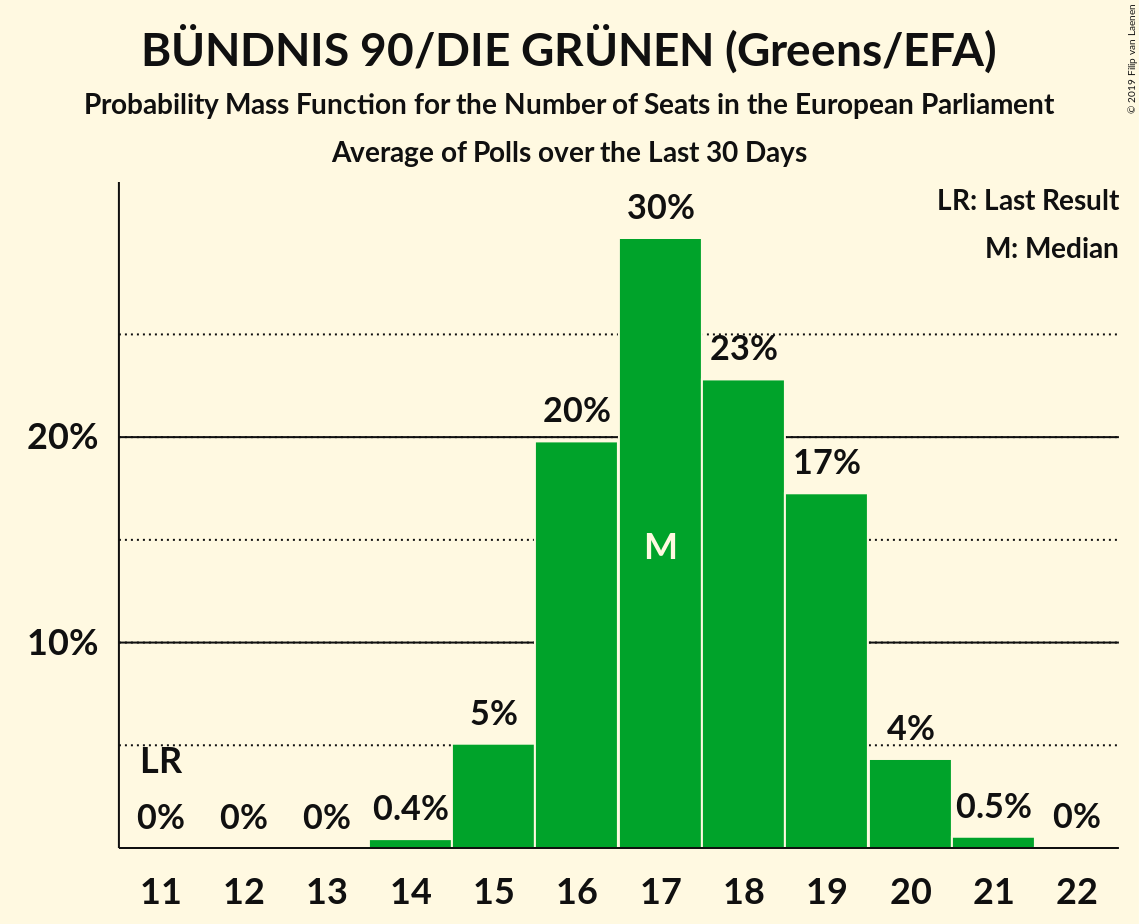 BÜNDNIS 90/DIE GRÜNEN (Greens/EFA)
Probability Mass Function for the Number of Seats in the European Parliament
Average of Polls over the Last 30 Days
© 2019 Filip van Laenen
LR: Last Result
M: Median
30%
23%
20%
20%
17%
M
10%
5%
4%
LR
0%
0%
0%
0.4%
0.5%
0%
11 12 13 14 15 16 17 18 19 20 21 22